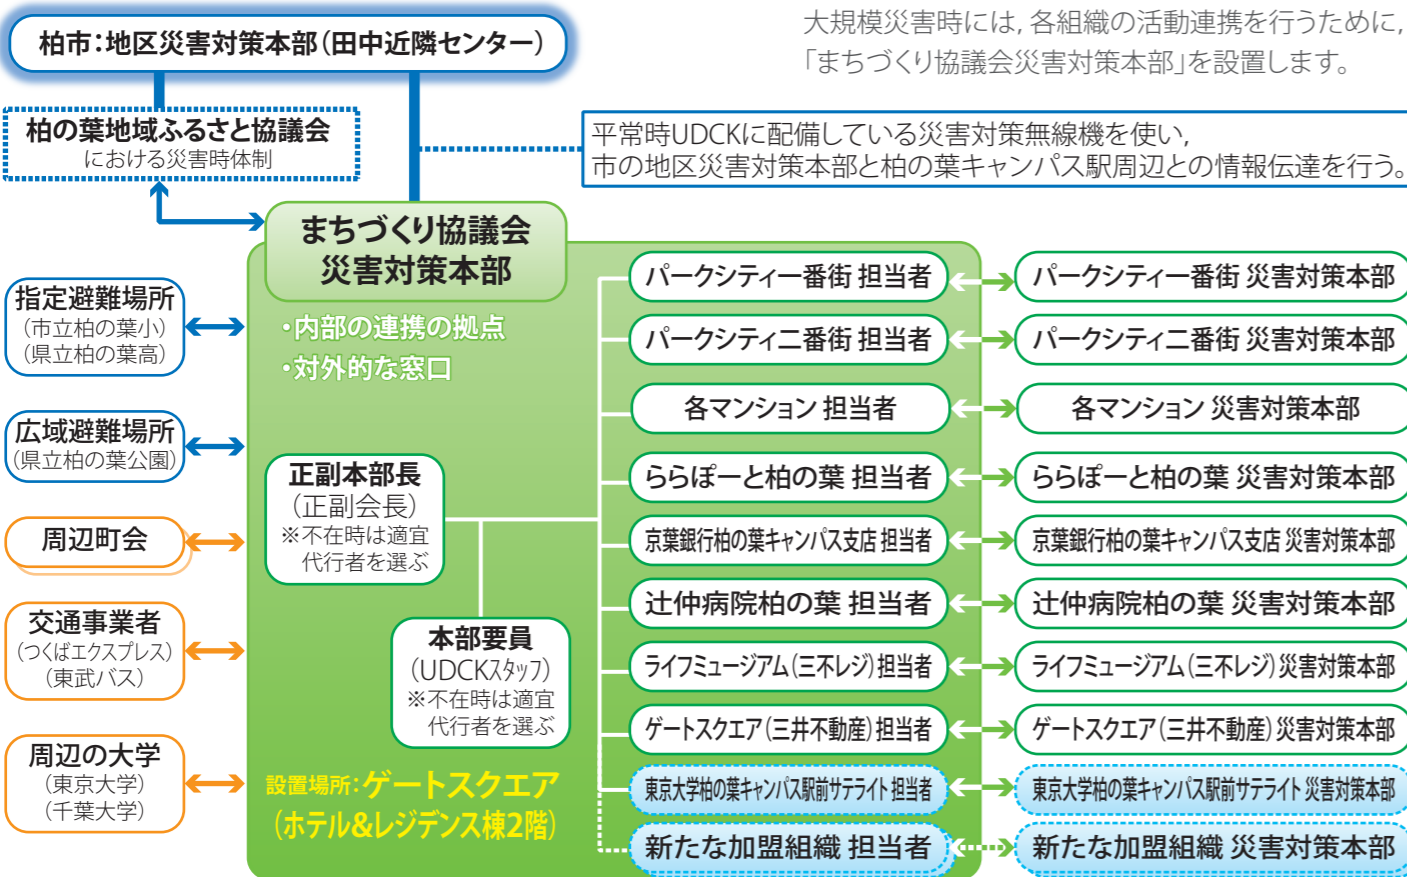 大規模災害時には，各組織の活動連携を行うために，
「まちづくり協議会災害対策本部」を設置します。
柏市：地区災害対策本部（田中近隣センター）
柏の葉地域ふるさと協議会
における災害時体制
平常時UDCKに配備している災害対策無線機を使い，
市の地区災害対策本部と柏の葉キャンパス駅周辺との情報伝達を行う。
まちづくり協議会
災害対策本部
・内部の連携の拠点
・対外的な窓口
指定避難場所
（市立柏の葉小）
（県立柏の葉高）
広域避難場所
（県立柏の葉公園）
周辺町会
交通事業者
（つくばエクスプレス）
（東武バス）
周辺の大学
（東京大学）
（千葉大学）
正副本部長
（正副会長）
※不在時は適宜
代行者を選ぶ
本部要員
（UDCKスタッフ）
※不在時は適宜
代行者を選ぶ
設置場所：ゲートスクエア
（ホテル&レジデンス棟2階）
パークシティ一番街 担当者
パークシティ一番街 災害対策本部
パークシティ二番街 担当者
パークシティ二番街 災害対策本部
各マンション 担当者
各マンション 災害対策本部
ららぽーと柏の葉 担当者
ららぽーと柏の葉 災害対策本部
京葉銀行柏の葉キャンパス支店 担当者
京葉銀行柏の葉キャンパス支店 災害対策本部
辻仲病院柏の葉 担当者
辻仲病院柏の葉 災害対策本部
ライフミュージアム（三不レジ）担当者
ライフミュージアム（三不レジ）災害対策本部
ゲートスクエア（三井不動産）担当者
ゲートスクエア（三井不動産）災害対策本部
東京大学柏の葉キャンパス駅前サテライト 担当者
東京大学柏の葉キャンパス駅前サテライト 災害対策本部
新たな加盟組織 担当者
新たな加盟組織 災害対策本部